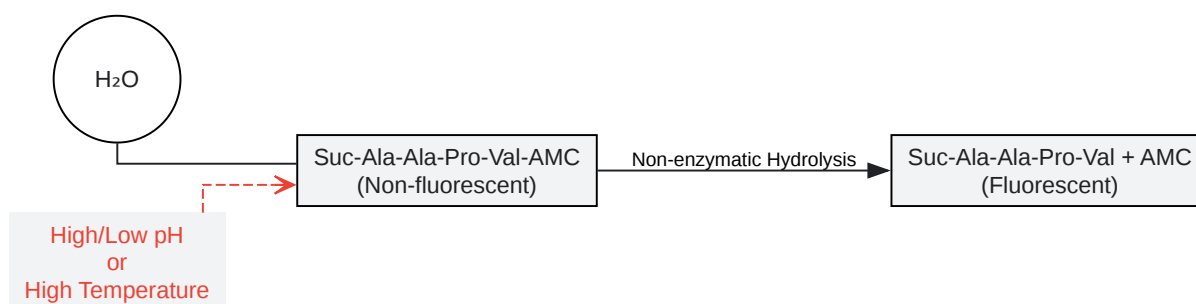 H₂O
Suc-Ala-Ala-Pro-Val-AMC
(Non-fluorescent)
Non-enzymatic Hydrolysis
Suc-Ala-Ala-Pro-Val + AMC
(Fluorescent)
High/Low pH
or
High Temperature